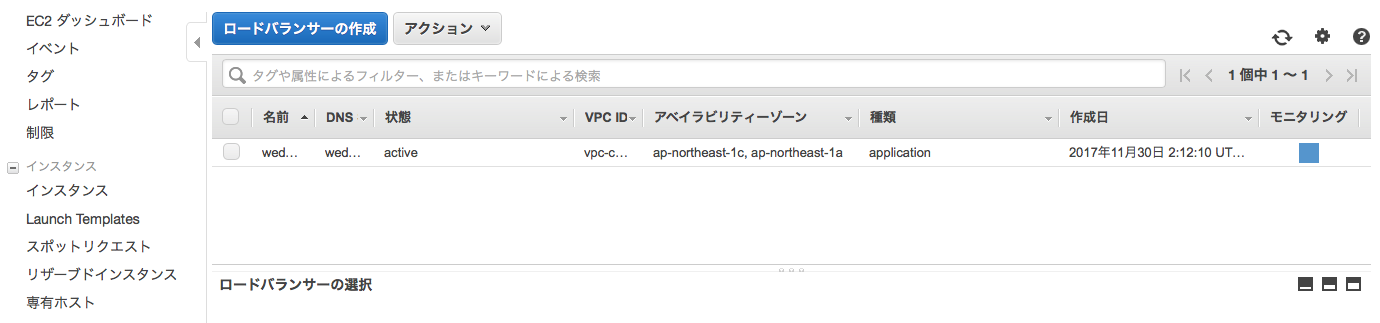 EC2 ダッシュボード
イベント
タグ
レポート
制限
インスタンス
インスタンス
Launch Templates
スポットリクエスト
リザーブドインスタンス
専有ホスト
ロードバランサーの作成 アクション
タグや属性によるフィルター、またはキーワードによる検索 1 個中 1 ~ 1
名前 DNS 状態 VPC ID アベイラビリティーゾーン 種類 作成日 モニタリング
wed... wed... active vpc-c... ap-northeast-1c, ap-northeast-1a application 2017年11月30日 2:12:10 UT...
ロードバランサーの選択